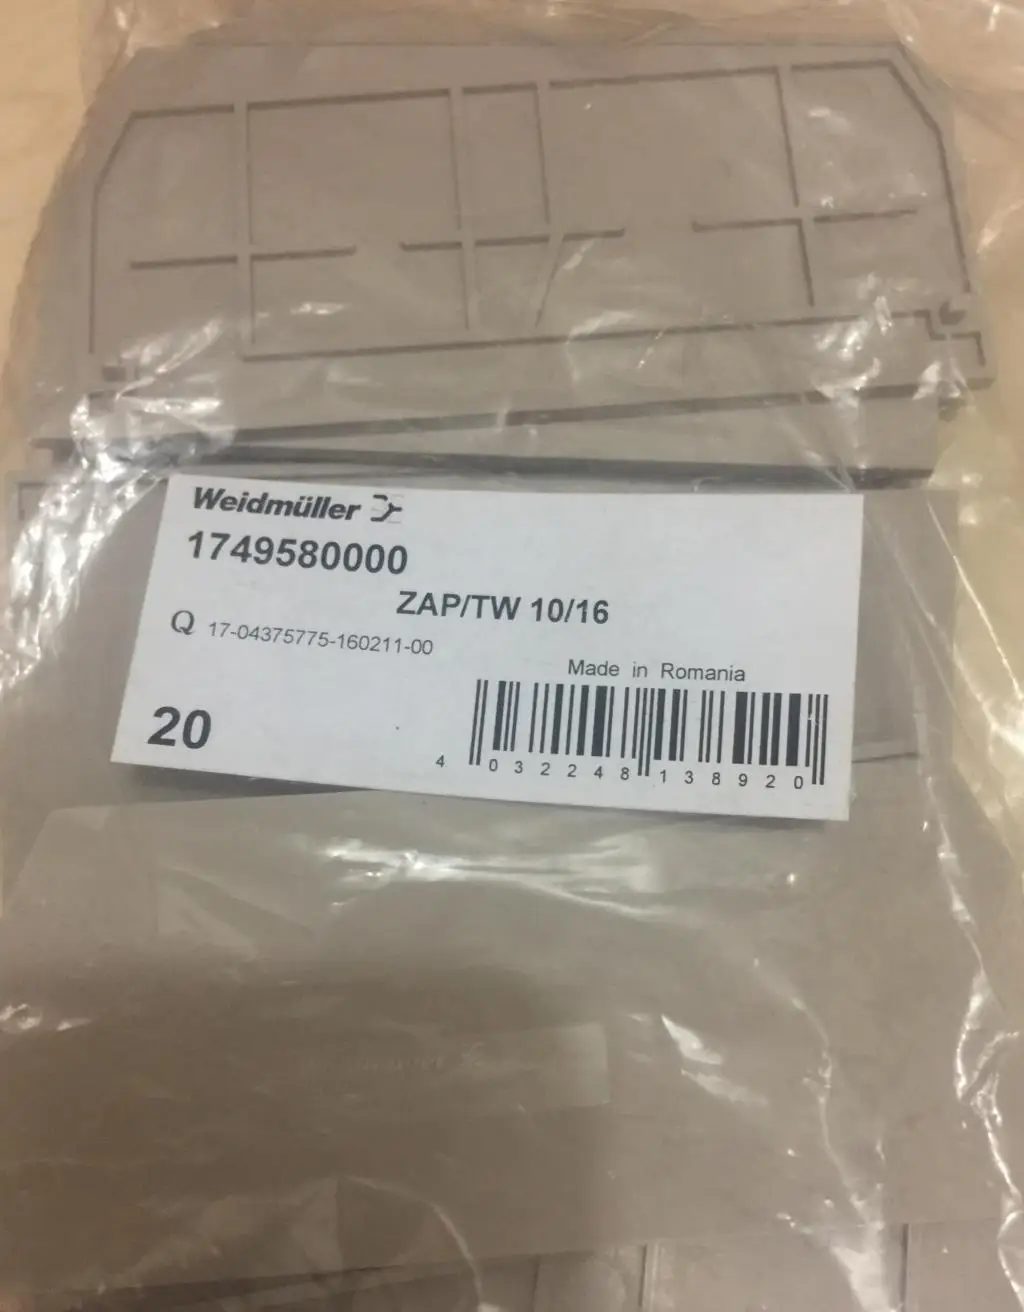 Weidmüller
1749580000
ZAP/TW 10/16
Q 17-04375775-160211-00
Made in Romania
20
4 032248 138920